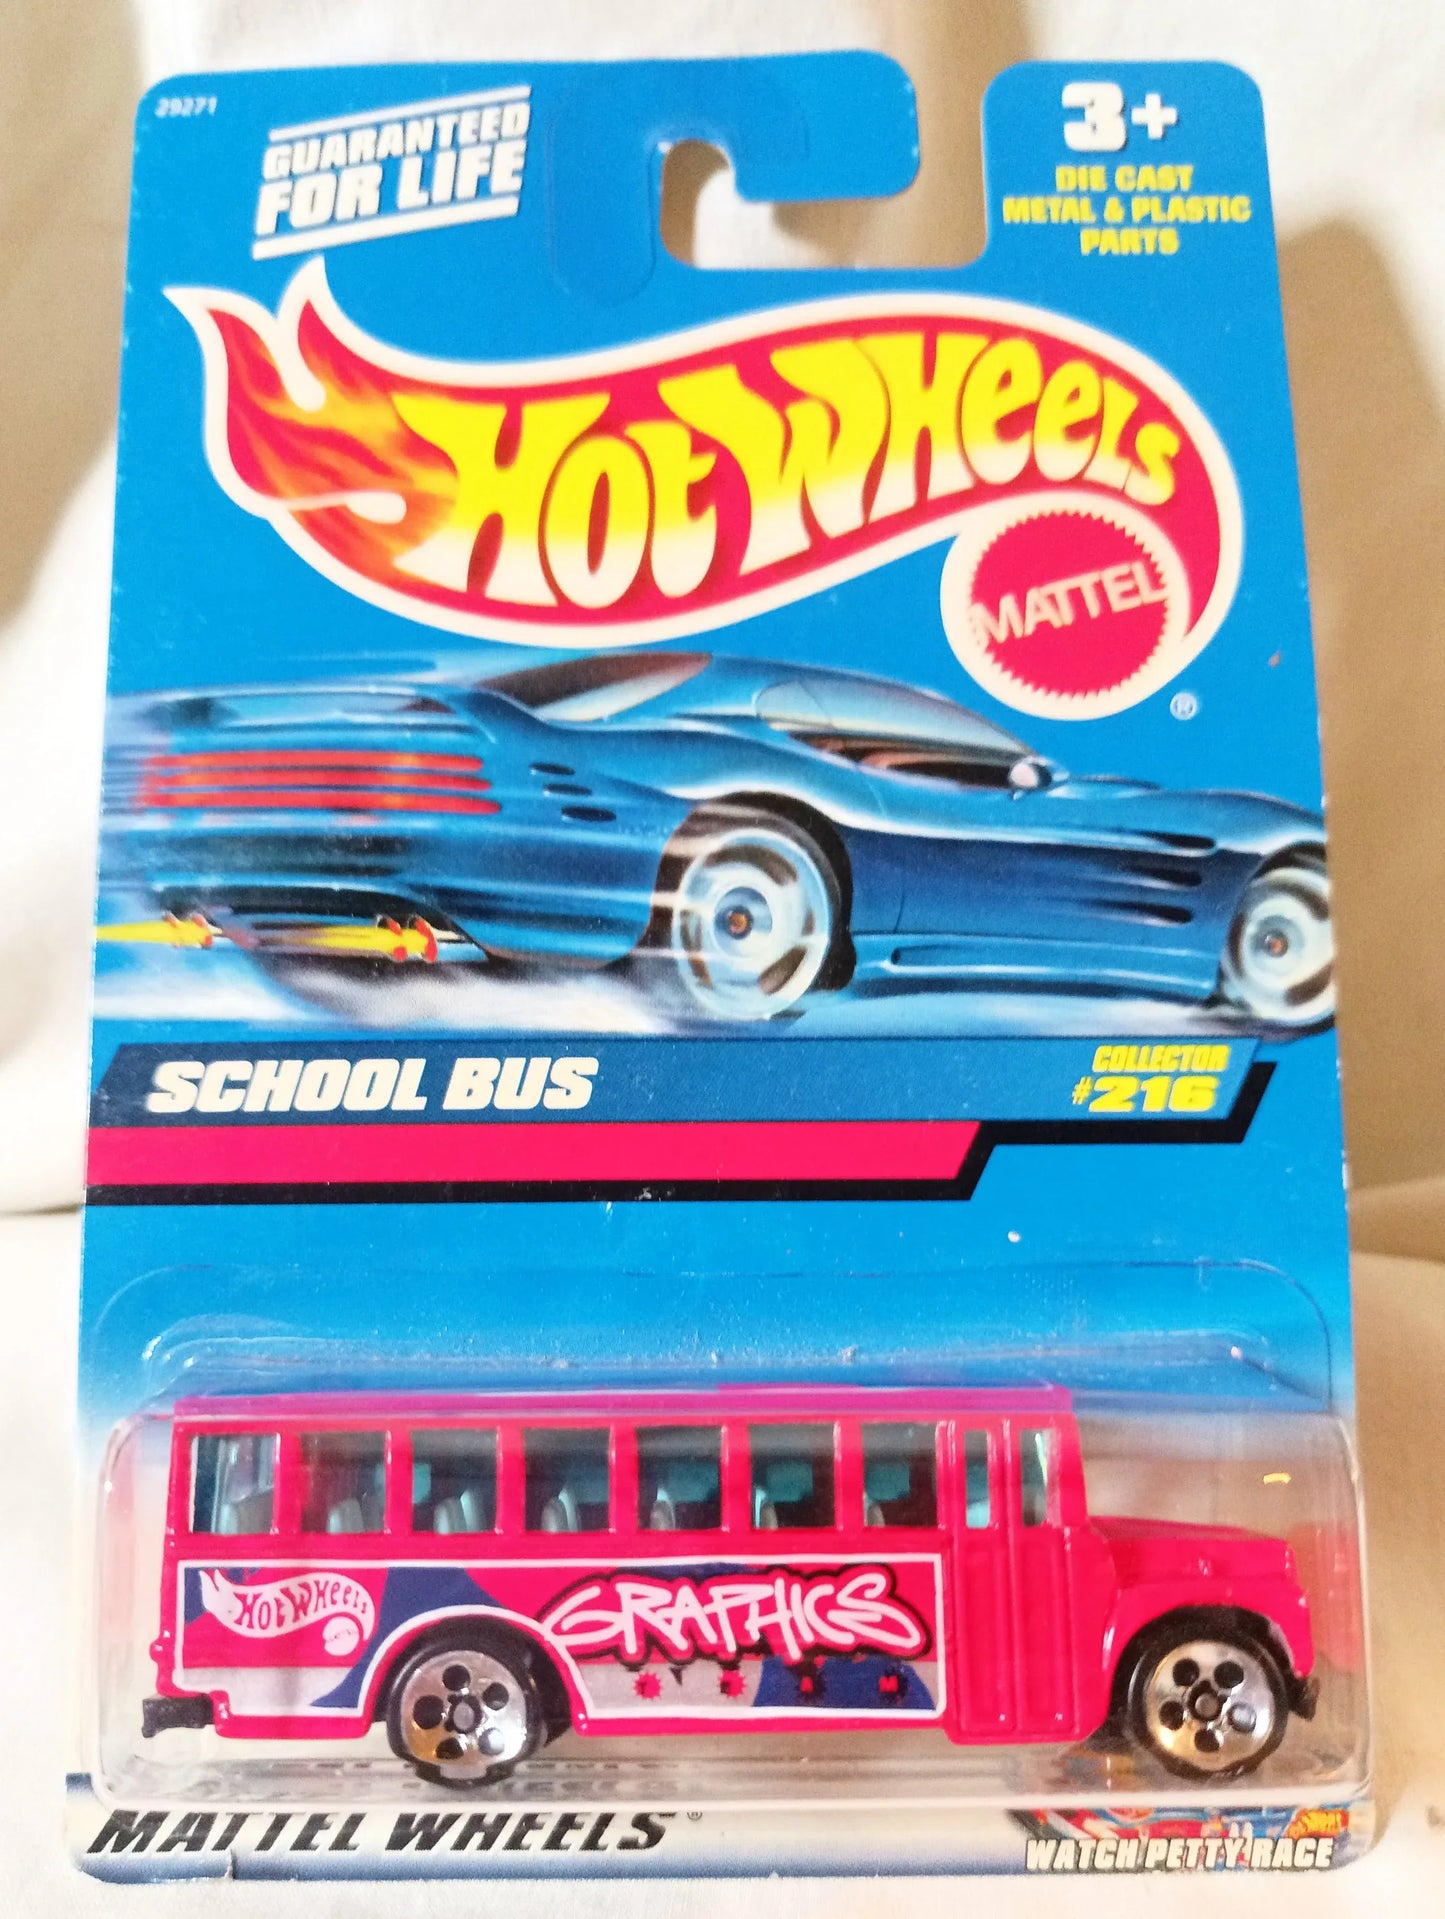 29271
GUARANTEED
FOR LIFE
3+
DIE CAST
METAL & PLASTIC
PARTS
HOT WHEELS
MATTEL
®
SCHOOL BUS
COLLECTOR
#216
HOT WHEELS
GRAPHICS
TEAM
MATTEL WHEELS®
WATCH PETTY RACE